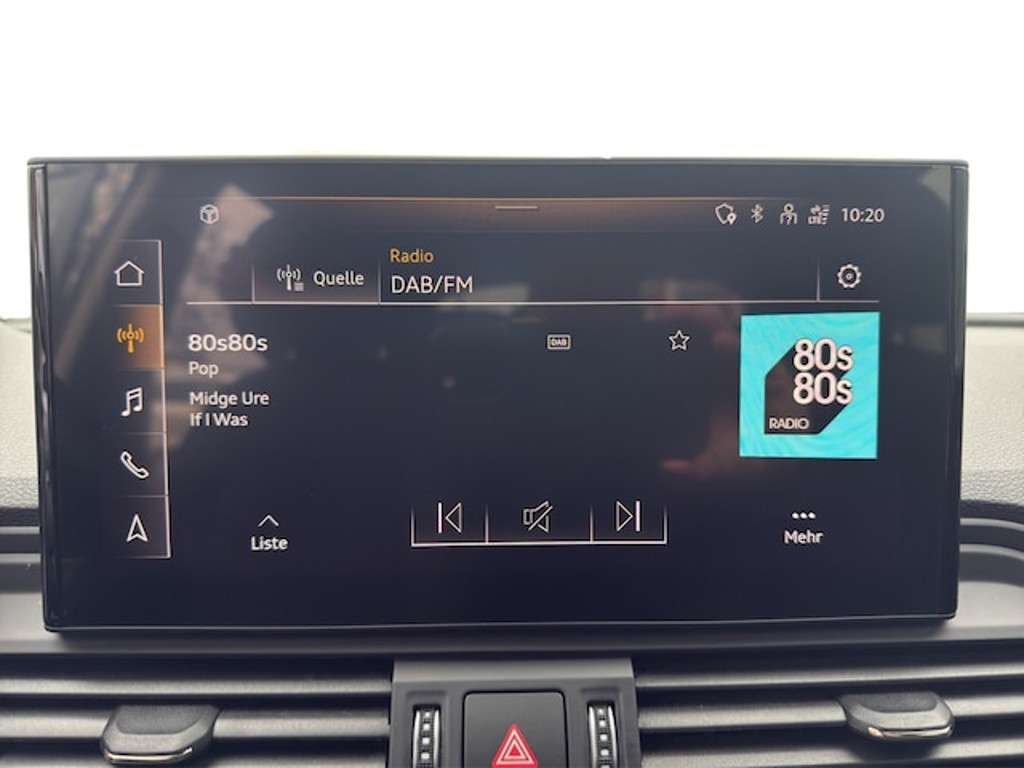 10:20
Quelle
Radio
DAB/FM
80s80s
DAB
Pop
Midge Ure
If I Was
80s
80s
RADIO
Liste
Mehr